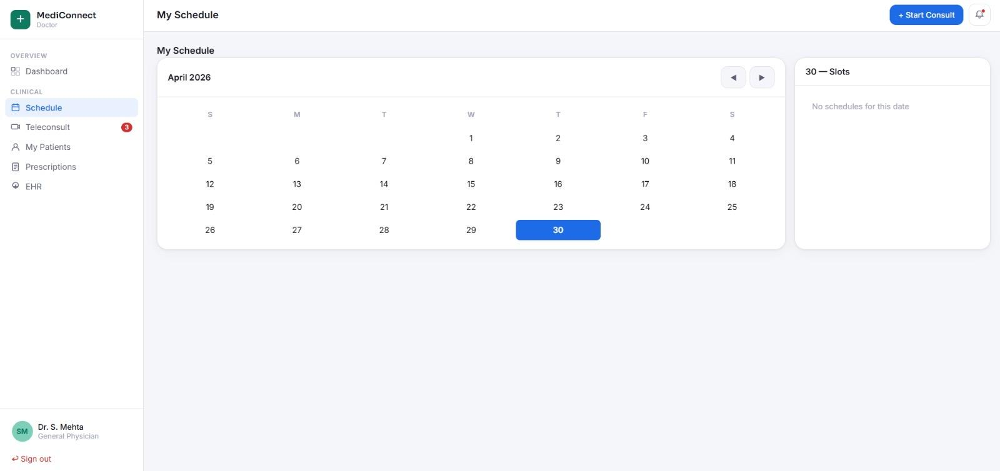 MediConnect
Doctor
OVERVIEW
Dashboard
CLINICAL
Schedule
Teleconsult 3
My Patients
Prescriptions
EHR
SM
Dr. S. Mehta
General Physician
Sign out
My Schedule
+ Start Consult
My Schedule
April 2026
◀ ▶
S M T W T F S
1 2 3 4
5 6 7 8 9 10 11
12 13 14 15 16 17 18
19 20 21 22 23 24 25
26 27 28 29 30
30 — Slots
No schedules for this date